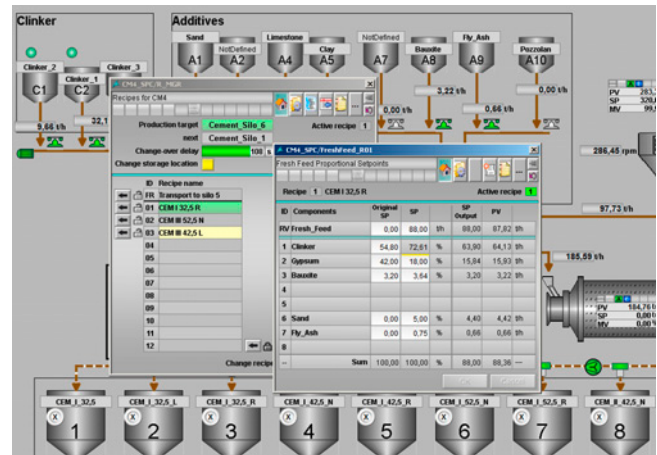 Clinker
Additives
Clinker_2
Clinker_1
Clinker_3
C1
C2
9,66 t/h
32,1
Sand
NotDefined
Limestone
Clay
NotDefined
Bauxite
Fly_Ash
Pozzolan
A1
A2
A4
A5
A7
A8
A9
A10
0,00 t/h
3,22 t/h
0,66 t/h
0,00 t/h
PV
SP
MV
286,45 rpm
97,73 t/h
185,59 t/h
PV 184,76 t/h
SP 0,00 t/h
MV 0,00 %
CM4_SPC/R_MGR
Recipes for CM4
Production target Cement_Silo_6 Active recipe 1
next Cement_Silo_1
Change-over delay 108 s
Change storage location
ID Recipe name
FR Transport to silo 5
01 CEM I 32,5 R
02 CEM III 52,5 N
03 CEM III 42,5 L
04
05
06
07
08
09
10
11
12
Change recipe
CM4_SPC/FreshFeed_R01
Fresh Feed Proportional Setpoints
Recipe 1 CEM I 32,5 R Active recipe 1
ID Components Original SP SP SP Output PV
RV Fresh_Feed 0,00 88,00 t/h 88,00 87,82 t/h
1 Clinker 54,80 72,61 % 63,90 64,13 t/h
2 Gypsum 42,00 18,00 % 15,84 15,93 t/h
3 Bauxite 3,20 3,64 % 3,20 3,22 t/h
4
5
6 Sand 0,00 5,00 % 4,40 4,42 t/h
7 Fly_Ash 0,00 0,75 % 0,66 0,66 t/h
8
-- Sum 100,00 100,00 % 88,00 88,36 ---
CEM_I_32,5
CEM_I_32,5_L
CEM_I_32,5_R
CEM_I_42,5_N
CEM_I_42,5_R
CEM_I_52,5_N
CEM_I_52,5_R
CEM_II_42,5_N
X
X
X
X
X
X
X
X
1
2
3
4
5
6
7
8